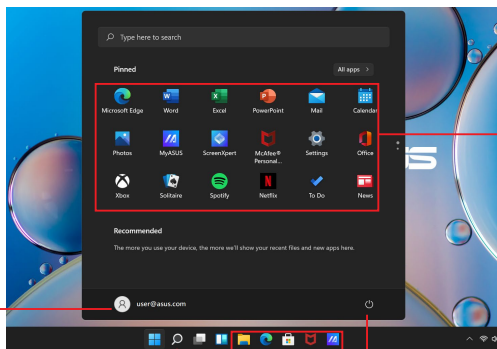 Type here to search
Pinned
All apps >
Microsoft Edge Word Excel PowerPoint Mail Calendar
Photos MyASUS ScreenXpert McAfee® Personal... Settings Office
Xbox Solitaire Spotify Netflix To Do News
Recommended
The more you use your device, the more we'll show your recent files and new apps here.
user@asus.com